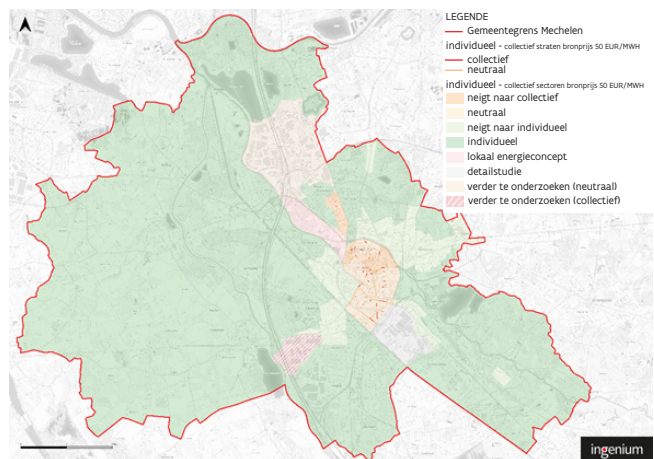 LEGENDE
Gemeentegrens Mechelen
individueel - collectief straten bronprijs 50 EUR/MWH
collectief
neutraal
individueel - collectief sectoren bronprijs 50 EUR/MWH
neigt naar collectief
neutraal
neigt naar individueel
individueel
lokaal energieconcept
detailstudie
verder te onderzoeken (neutraal)
verder te onderzoeken (collectief)
ingenium